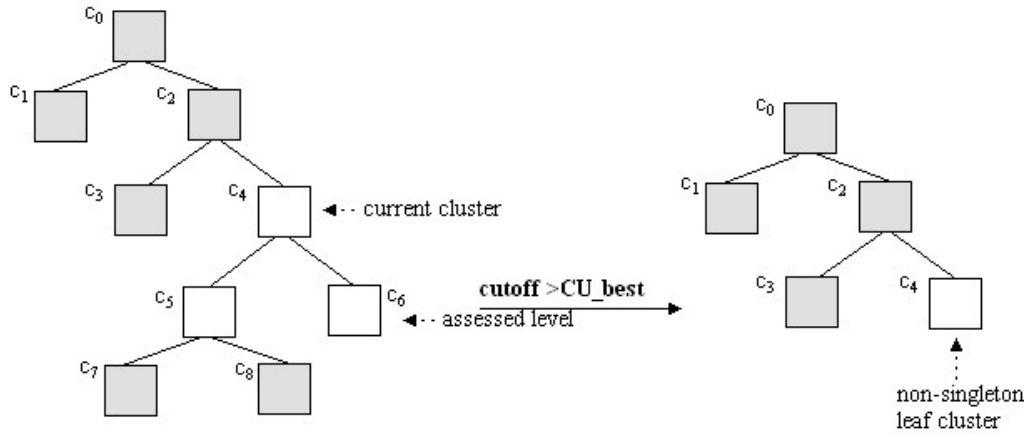 c0
c1
c2
c3
c4
current cluster
c5
c6
assessed level
c7
c8
cutoff >CU_best
c0
c1
c2
c3
c4
non-singleton
leaf cluster